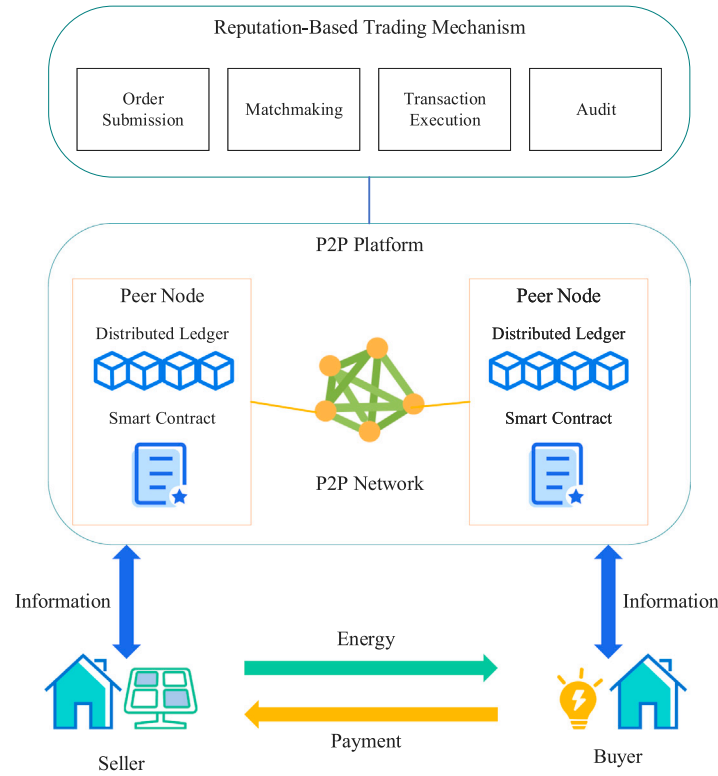 Reputation-Based Trading Mechanism
Order
Submission
Matchmaking
Transaction
Execution
Audit
P2P Platform
Peer Node
Distributed Ledger
Smart Contract
P2P Network
Peer Node
Distributed Ledger
Smart Contract
Information
Information
Energy
Payment
Seller
Buyer